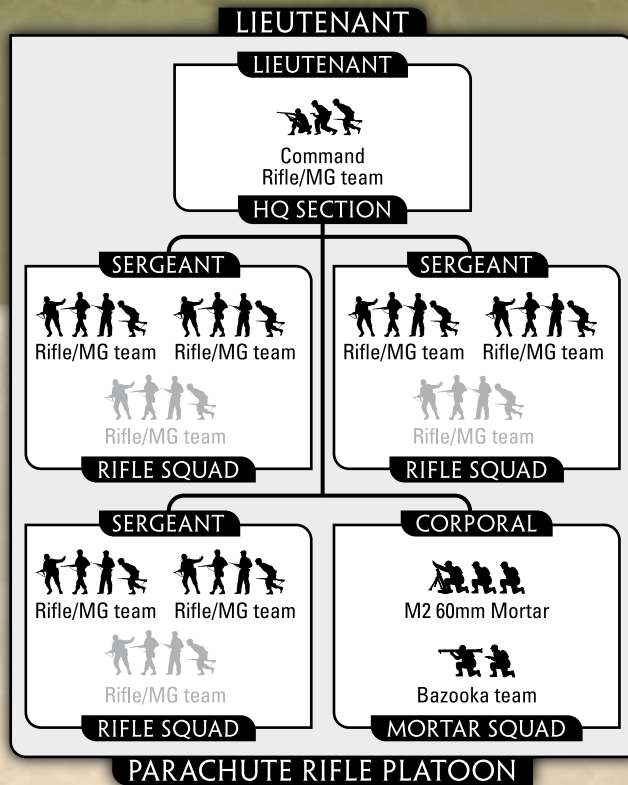 LIEUTENANT
LIEUTENANT
Command
Rifle/MG team
HQ SECTION
SERGEANT
Rifle/MG team Rifle/MG team
Rifle/MG team
RIFLE SQUAD
SERGEANT
Rifle/MG team Rifle/MG team
Rifle/MG team
RIFLE SQUAD
SERGEANT
Rifle/MG team Rifle/MG team
Rifle/MG team
RIFLE SQUAD
CORPORAL
M2 60mm Mortar
Bazooka team
MORTAR SQUAD
PARACHUTE RIFLE PLATOON